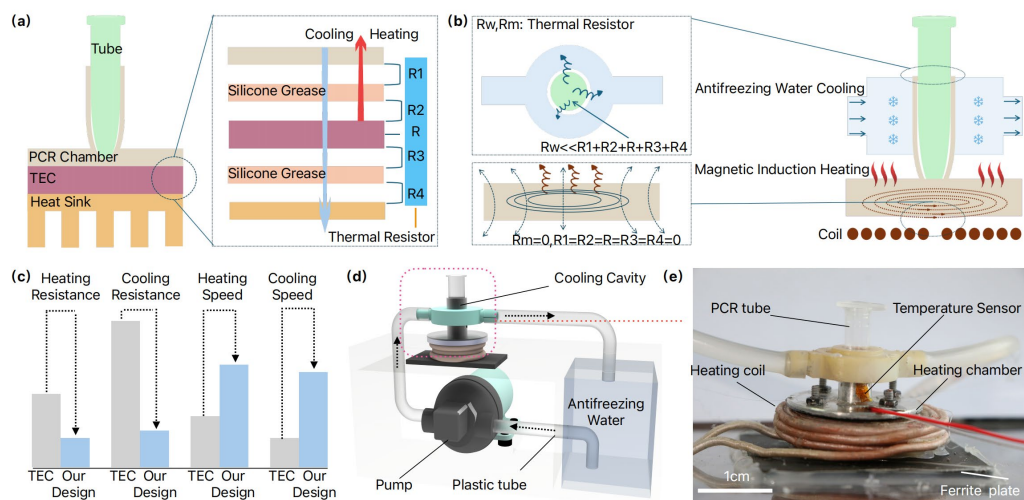 (a)
Tube
PCR Chamber
TEC
Heat Sink
Cooling
Heating
R1
Silicone Grease
R2
R
R3
Silicone Grease
R4
Thermal Resistor
(b)
Rw,Rm: Thermal Resistor
Rw<<R1+R2+R+R3+R4
Rm=0,R1=R2=R=R3=R4=0
Antifreezing Water Cooling
Magnetic Induction Heating
Coil
(c)
Heating
Resistance
Cooling
Resistance
Heating
Speed
Cooling
Speed
TEC Our
Design
TEC Our
Design
TEC Our
Design
TEC Our
Design
(d)
Cooling Cavity
Antifreezing
Water
Pump
Plastic tube
(e)
PCR tube
Temperature Sensor
Heating coil
Heating chamber
1cm
Ferrite plate